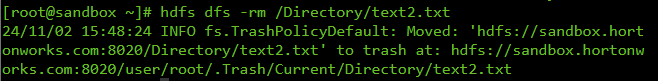 [root@sandbox ~]# hdfs dfs -rm /Directory/text2.txt
24/11/02 15:48:24 INFO fs.TrashPolicyDefault: Moved: 'hdfs://sandbox.hort
onworks.com:8020/Directory/text2.txt' to trash at: hdfs://sandbox.hortonw
orks.com:8020/user/root/.Trash/Current/Directory/text2.txt